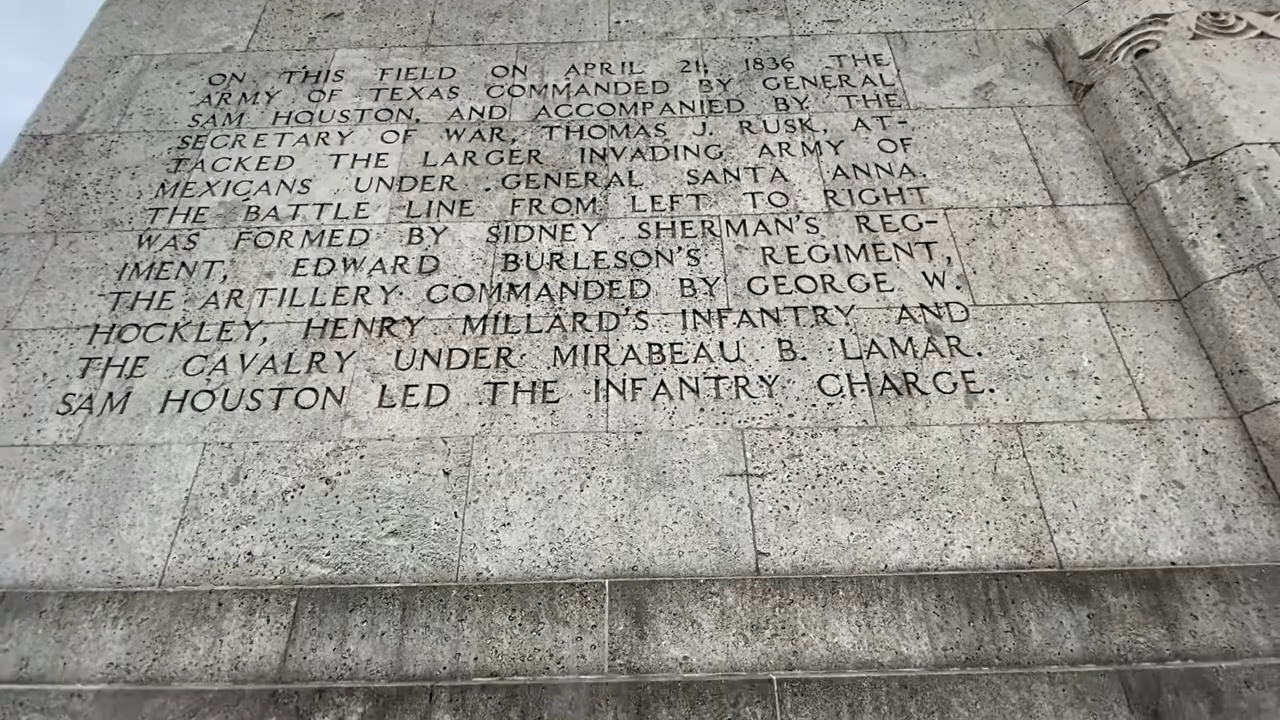 ON THIS FIELD ON APRIL 21, 1836 THE
ARMY OF TEXAS COMMANDED BY GENERAL
SAM HOUSTON, AND ACCOMPANIED BY THE
SECRETARY OF WAR, THOMAS J. RUSK, AT-
TACKED THE LARGER INVADING ARMY OF
MEXICANS UNDER GENERAL SANTA ANNA.
THE BATTLE LINE FROM LEFT TO RIGHT
WAS FORMED BY SIDNEY SHERMAN'S REG-
IMENT, EDWARD BURLESON'S REGIMENT,
THE ARTILLERY COMMANDED BY GEORGE W.
HOCKLEY, HENRY MILLARD'S INFANTRY AND
THE CAVALRY UNDER MIRABEAU B. LAMAR.
SAM HOUSTON LED THE INFANTRY CHARGE.